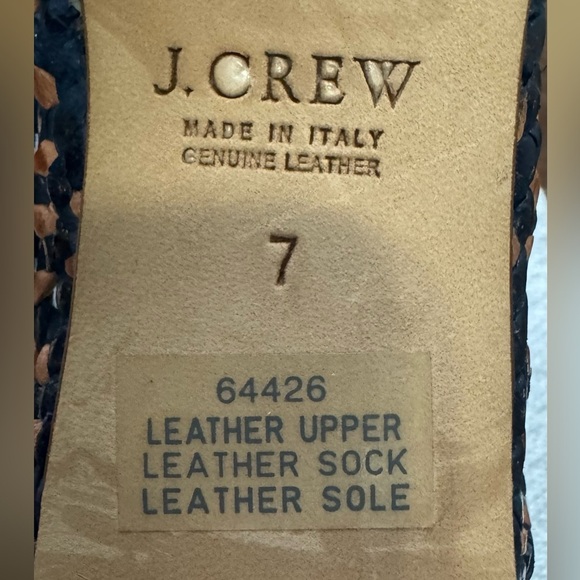 J. CREW
MADE IN ITALY
GENUINE LEATHER
7
64426
LEATHER UPPER
LEATHER SOCK
LEATHER SOLE